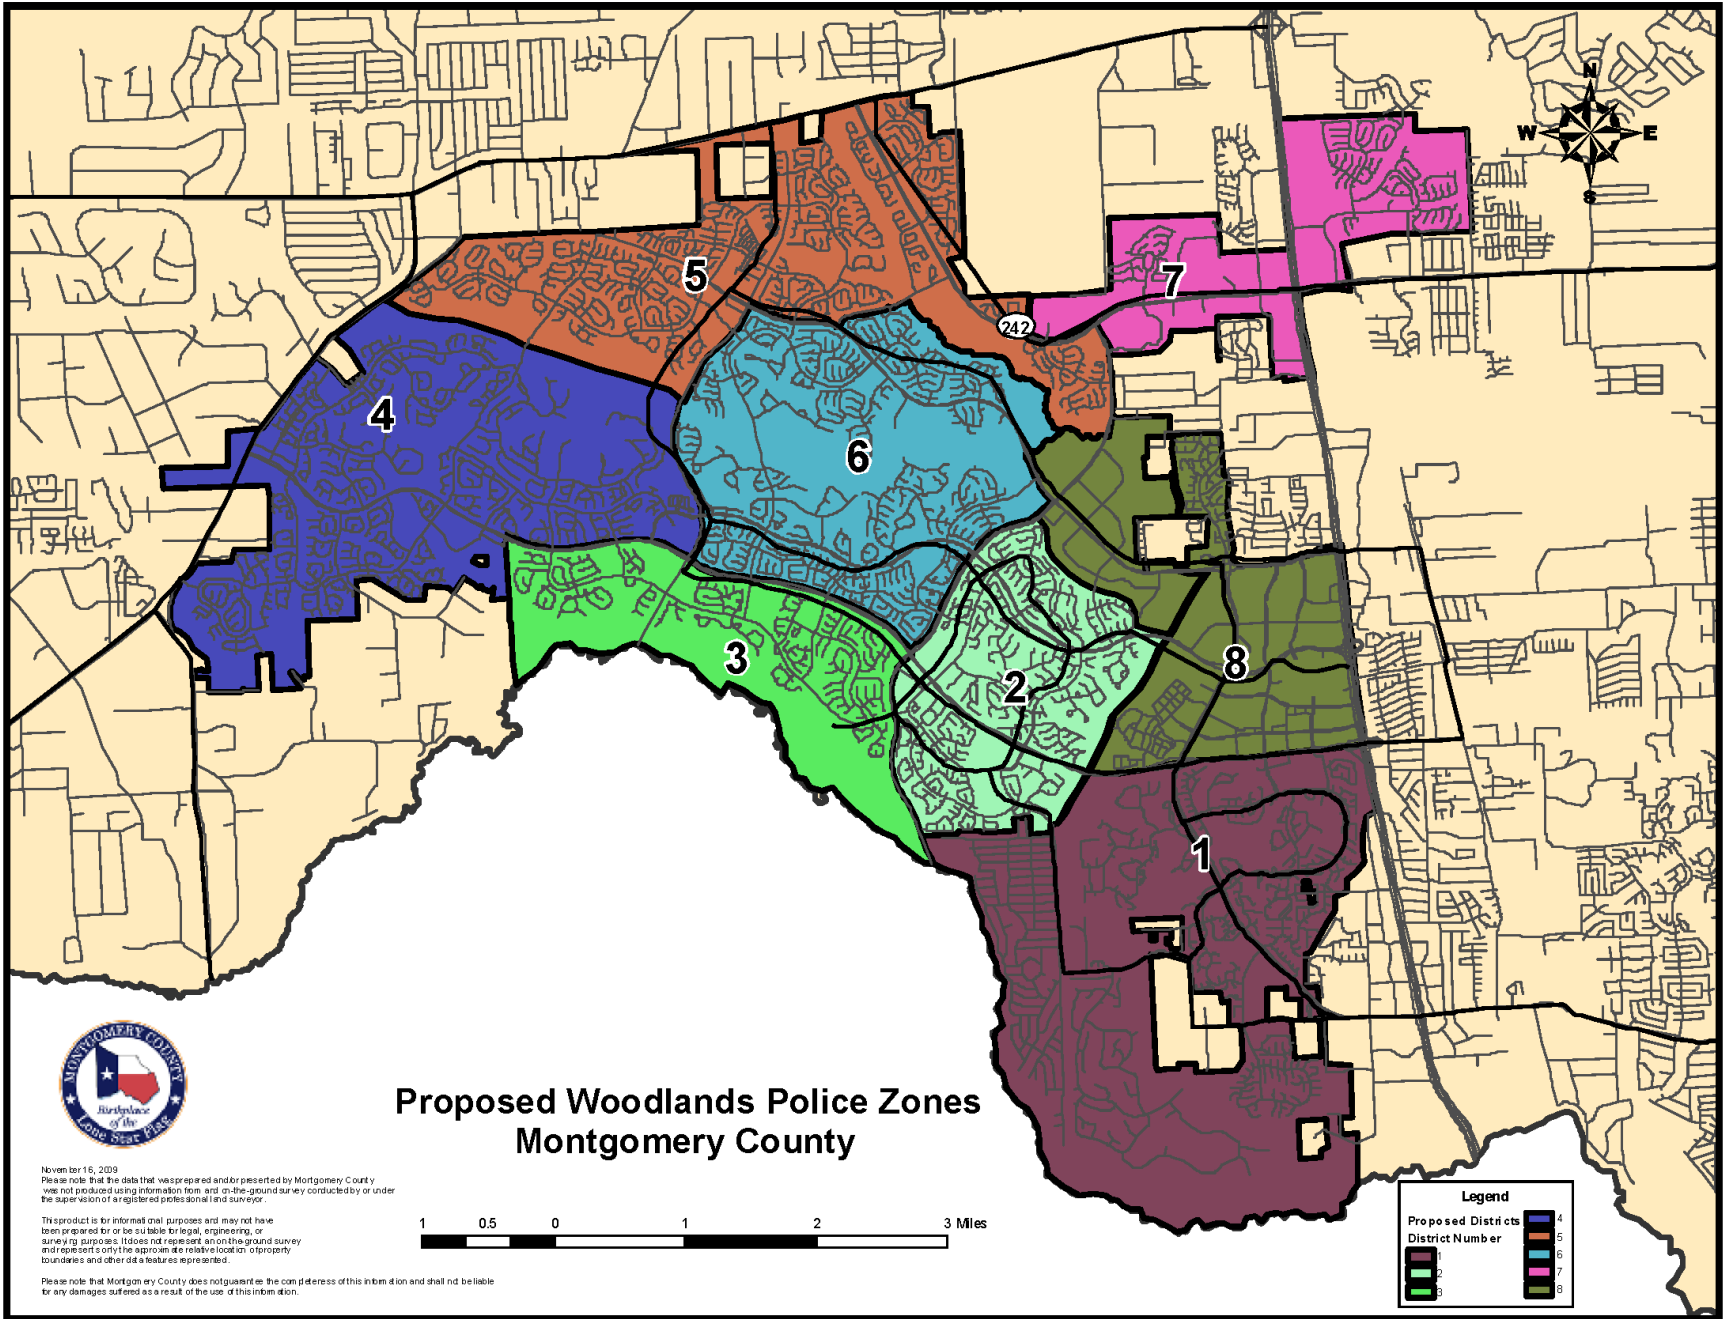 N
W E
S
5
7
242
4
6
3
2
8
1
MONTGOMERY COUNTY
Birthplace
of the
Lone Star Flag
Proposed Woodlands Police Zones
Montgomery County
November 16, 2009
Please note that the data that was prepared and/or presented by Montgomery County
was not produced using information from and on-the-ground survey conducted by or under
the supervision of a registered professional land surveyor.
This product is for informational purposes and may not have
been prepared for or be suitable for legal, engineering, or
surveying purposes. It does not represent an on-the-ground survey
and represents only the approximate relative location of property
boundaries and other data features represented.
Please note that Montgomery County does not guarantee the completeness of this information and shall not be liable
for any damages suffered as a result of the use of this information.
1 0.5 0 1 2 3 Miles
Legend
Proposed Districts
District Number
1
2
3
4
5
6
7
8